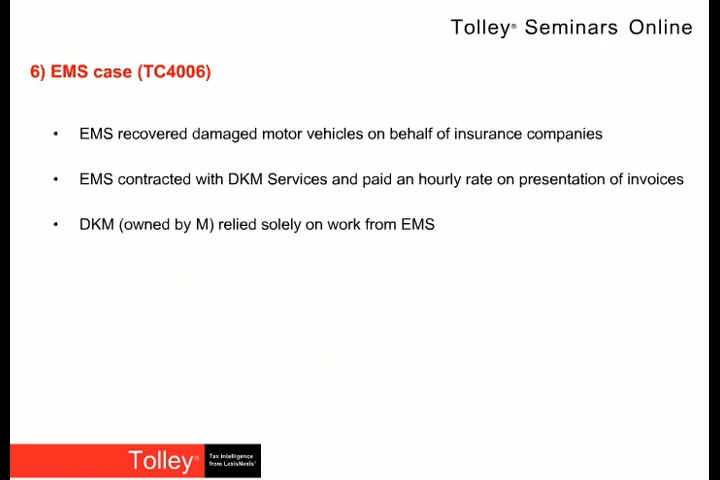 Tolley® Seminars Online
6) EMS case (TC4006)
• EMS recovered damaged motor vehicles on behalf of insurance companies
• EMS contracted with DKM Services and paid an hourly rate on presentation of invoices
• DKM (owned by M) relied solely on work from EMS
Tolley®
Tax intelligence
from LexisNexis®